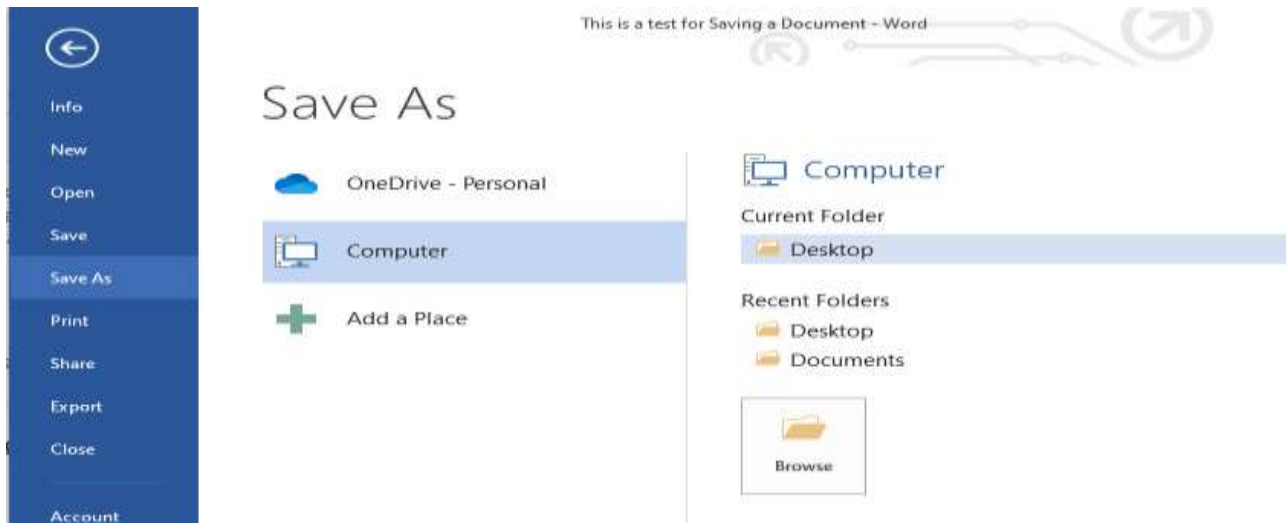 This is a test for Saving a Document - Word
Info
New
Open
Save
Save As
Print
Share
Export
Close
Account
Save As
OneDrive - Personal
Computer
Add a Place
Computer
Current Folder
Desktop
Recent Folders
Desktop
Documents
Browse